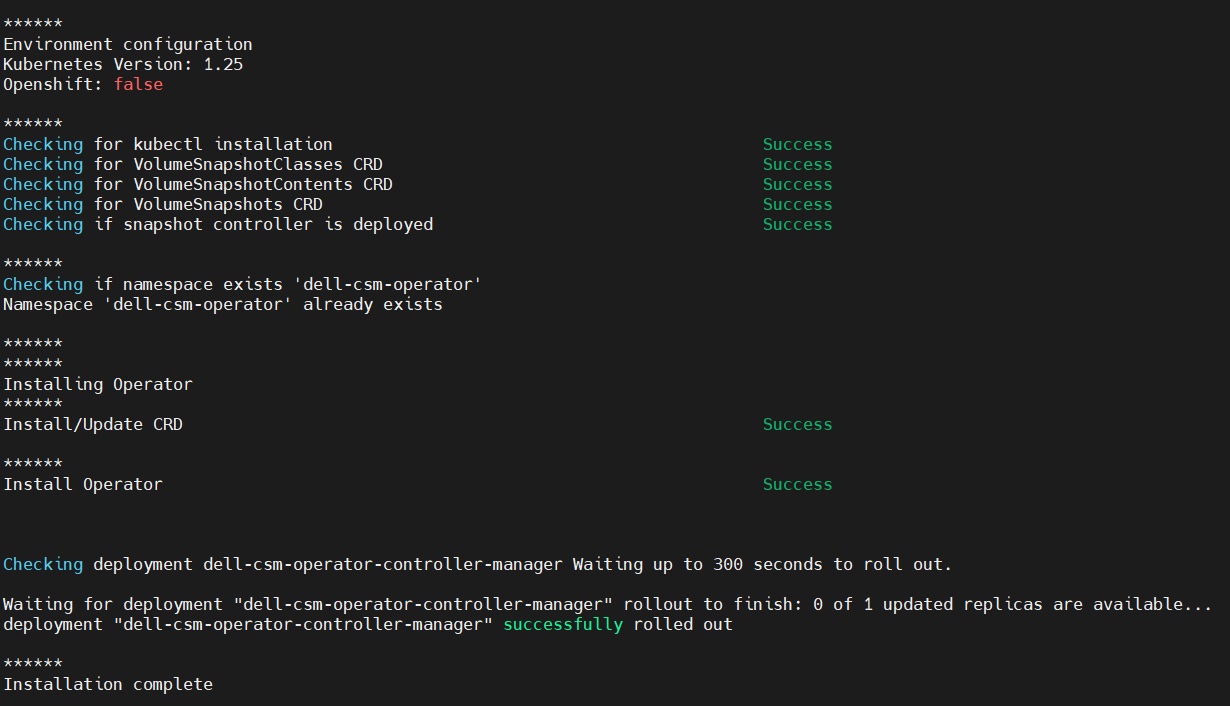 ******
Environment configuration
Kubernetes Version: 1.25
Openshift: false
******
Checking for kubectl installation Success
Checking for VolumeSnapshotClasses CRD Success
Checking for VolumeSnapshotContents CRD Success
Checking for VolumeSnapshots CRD Success
Checking if snapshot controller is deployed Success
******
Checking if namespace exists 'dell-csm-operator'
Namespace 'dell-csm-operator' already exists
******
******
Installing Operator
******
Install/Update CRD Success
******
Install Operator Success
Checking deployment dell-csm-operator-controller-manager Waiting up to 300 seconds to roll out.
Waiting for deployment "dell-csm-operator-controller-manager" rollout to finish: 0 of 1 updated replicas are available...
deployment "dell-csm-operator-controller-manager" successfully rolled out
******
Installation complete